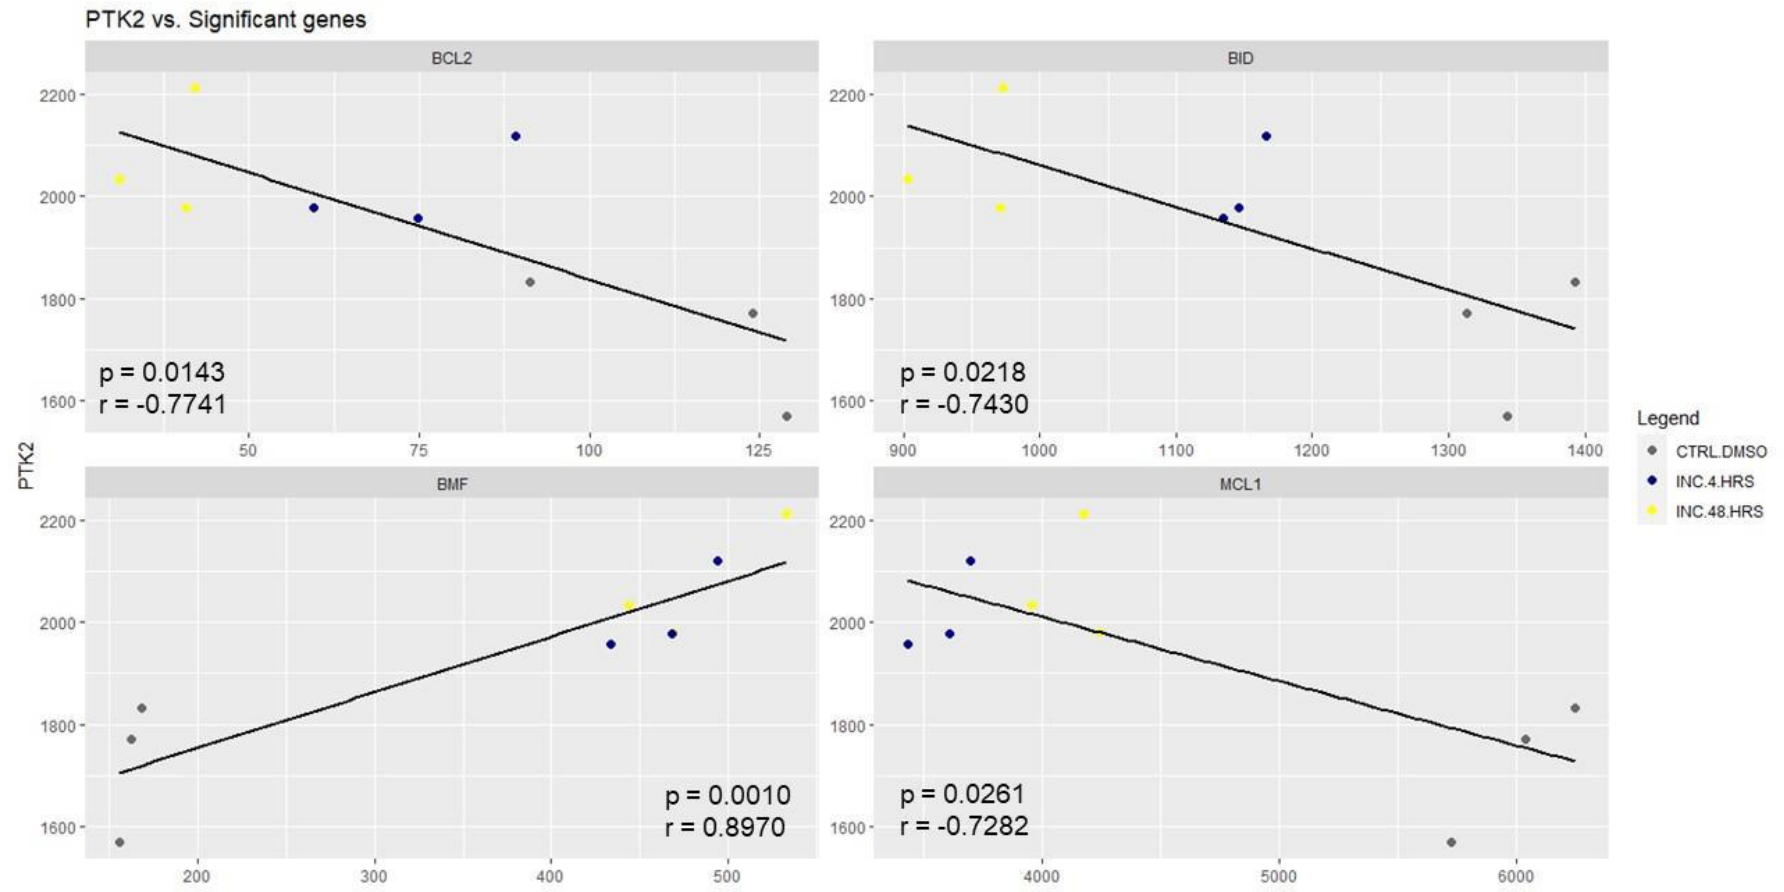 PTK2 vs. Significant genes
BCL2
BID
2200
2000
1800
1600
p = 0.0143
r = -0.7741
50
75
100
125
2200
2000
1800
1600
p = 0.0218
r = -0.7430
900
1000
1100
1200
1300
1400
PTK2
BMF
MCL1
2200
2000
1800
1600
p = 0.0010
r = 0.8970
200
300
400
500
2200
2000
1800
1600
p = 0.0261
r = -0.7282
4000
5000
6000
Legend
CTRL.DMSO
INC.4.HRS
INC.48.HRS